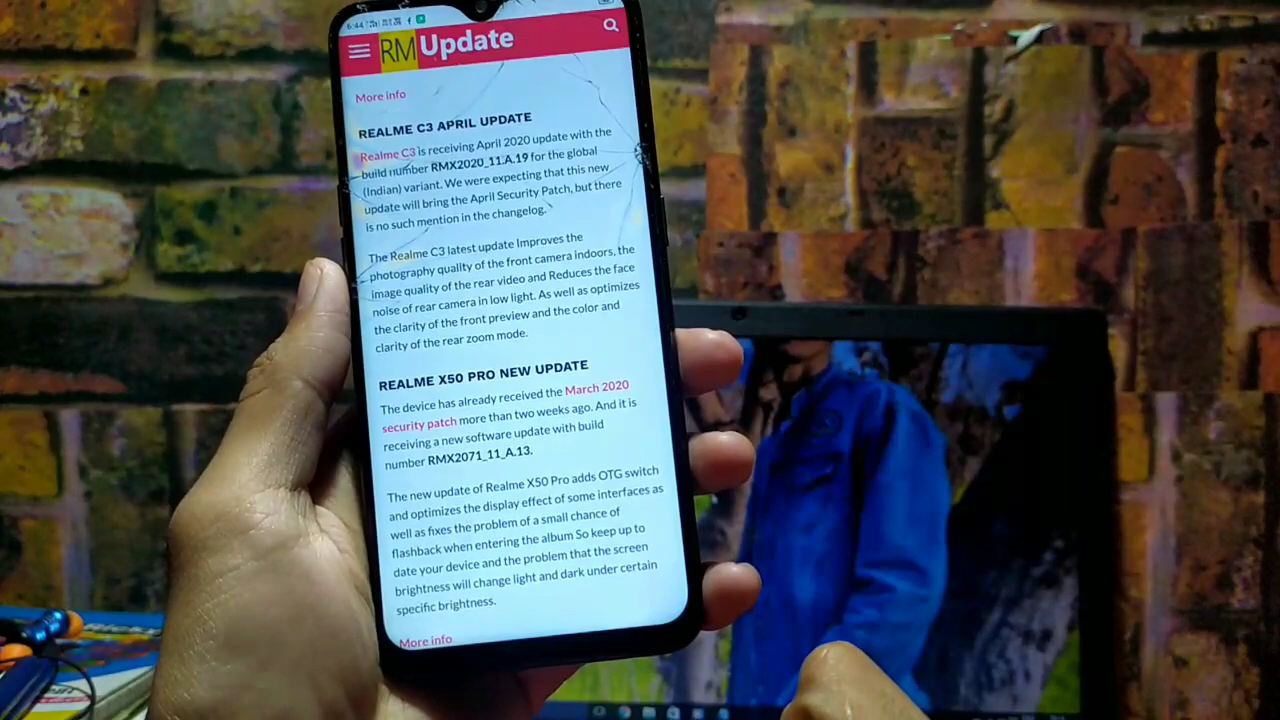 6:44
RM Update
More info
REALME C3 APRIL UPDATE
Realme C3 is receiving April 2020 update with the
build number RMX2020_11.A.19 for the global
(Indian) variant. We were expecting that this new
update will bring the April Security Patch, but there
is no such mention in the changelog.
The Realme C3 latest update Improves the
photography quality of the front camera indoors, the
image quality of the rear video and Reduces the face
noise of rear camera in low light. As well as optimizes
the clarity of the front preview and the color and
clarity of the rear zoom mode.
REALME X50 PRO NEW UPDATE
The device has already received the March 2020
security patch more than two weeks ago. And it is
receiving a new software update with build
number RMX2071_11_A.13.
The new update of Realme X50 Pro adds OTG switch
and optimizes the display effect of some interfaces as
well as fixes the problem of a small chance of
flashback when entering the album So keep up to
date your device and the problem that the screen
brightness will change light and dark under certain
specific brightness.
More info